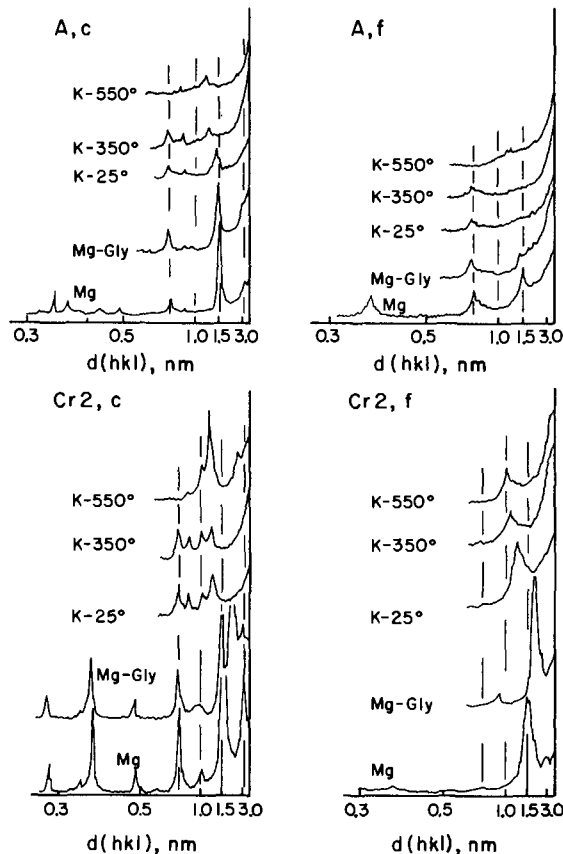 A,c
K-550°
K-350°
K-25°
Mg-Gly
Mg
0.3 0.5 1.0 1.5 3.0
d(hkl), nm
A,f
K-550°
K-350°
K-25°
Mg-Gly
Mg
0.3 0.5 1.0 1.5 3.0
d(hkl), nm
Cr2, c
K-550°
K-350°
K-25°
Mg-Gly
Mg
0.3 0.5 1.0 1.5 3.0
d(hkl), nm
Cr2, f
K-550°
K-350°
K-25°
Mg-Gly
Mg
0.3 0.5 1.0 1.5 3.0
d(hkl), nm